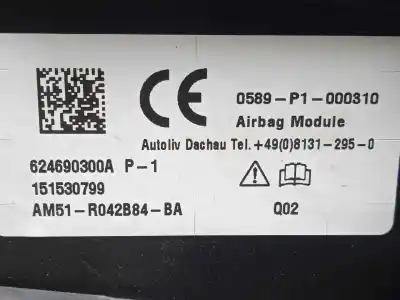 CE 0589-P1-000310
Airbag Module
Autoliv Dachau Tel.+49(0)8131-295-0
624690300A P-1
151530799
AM51-R042B84-BA Q02